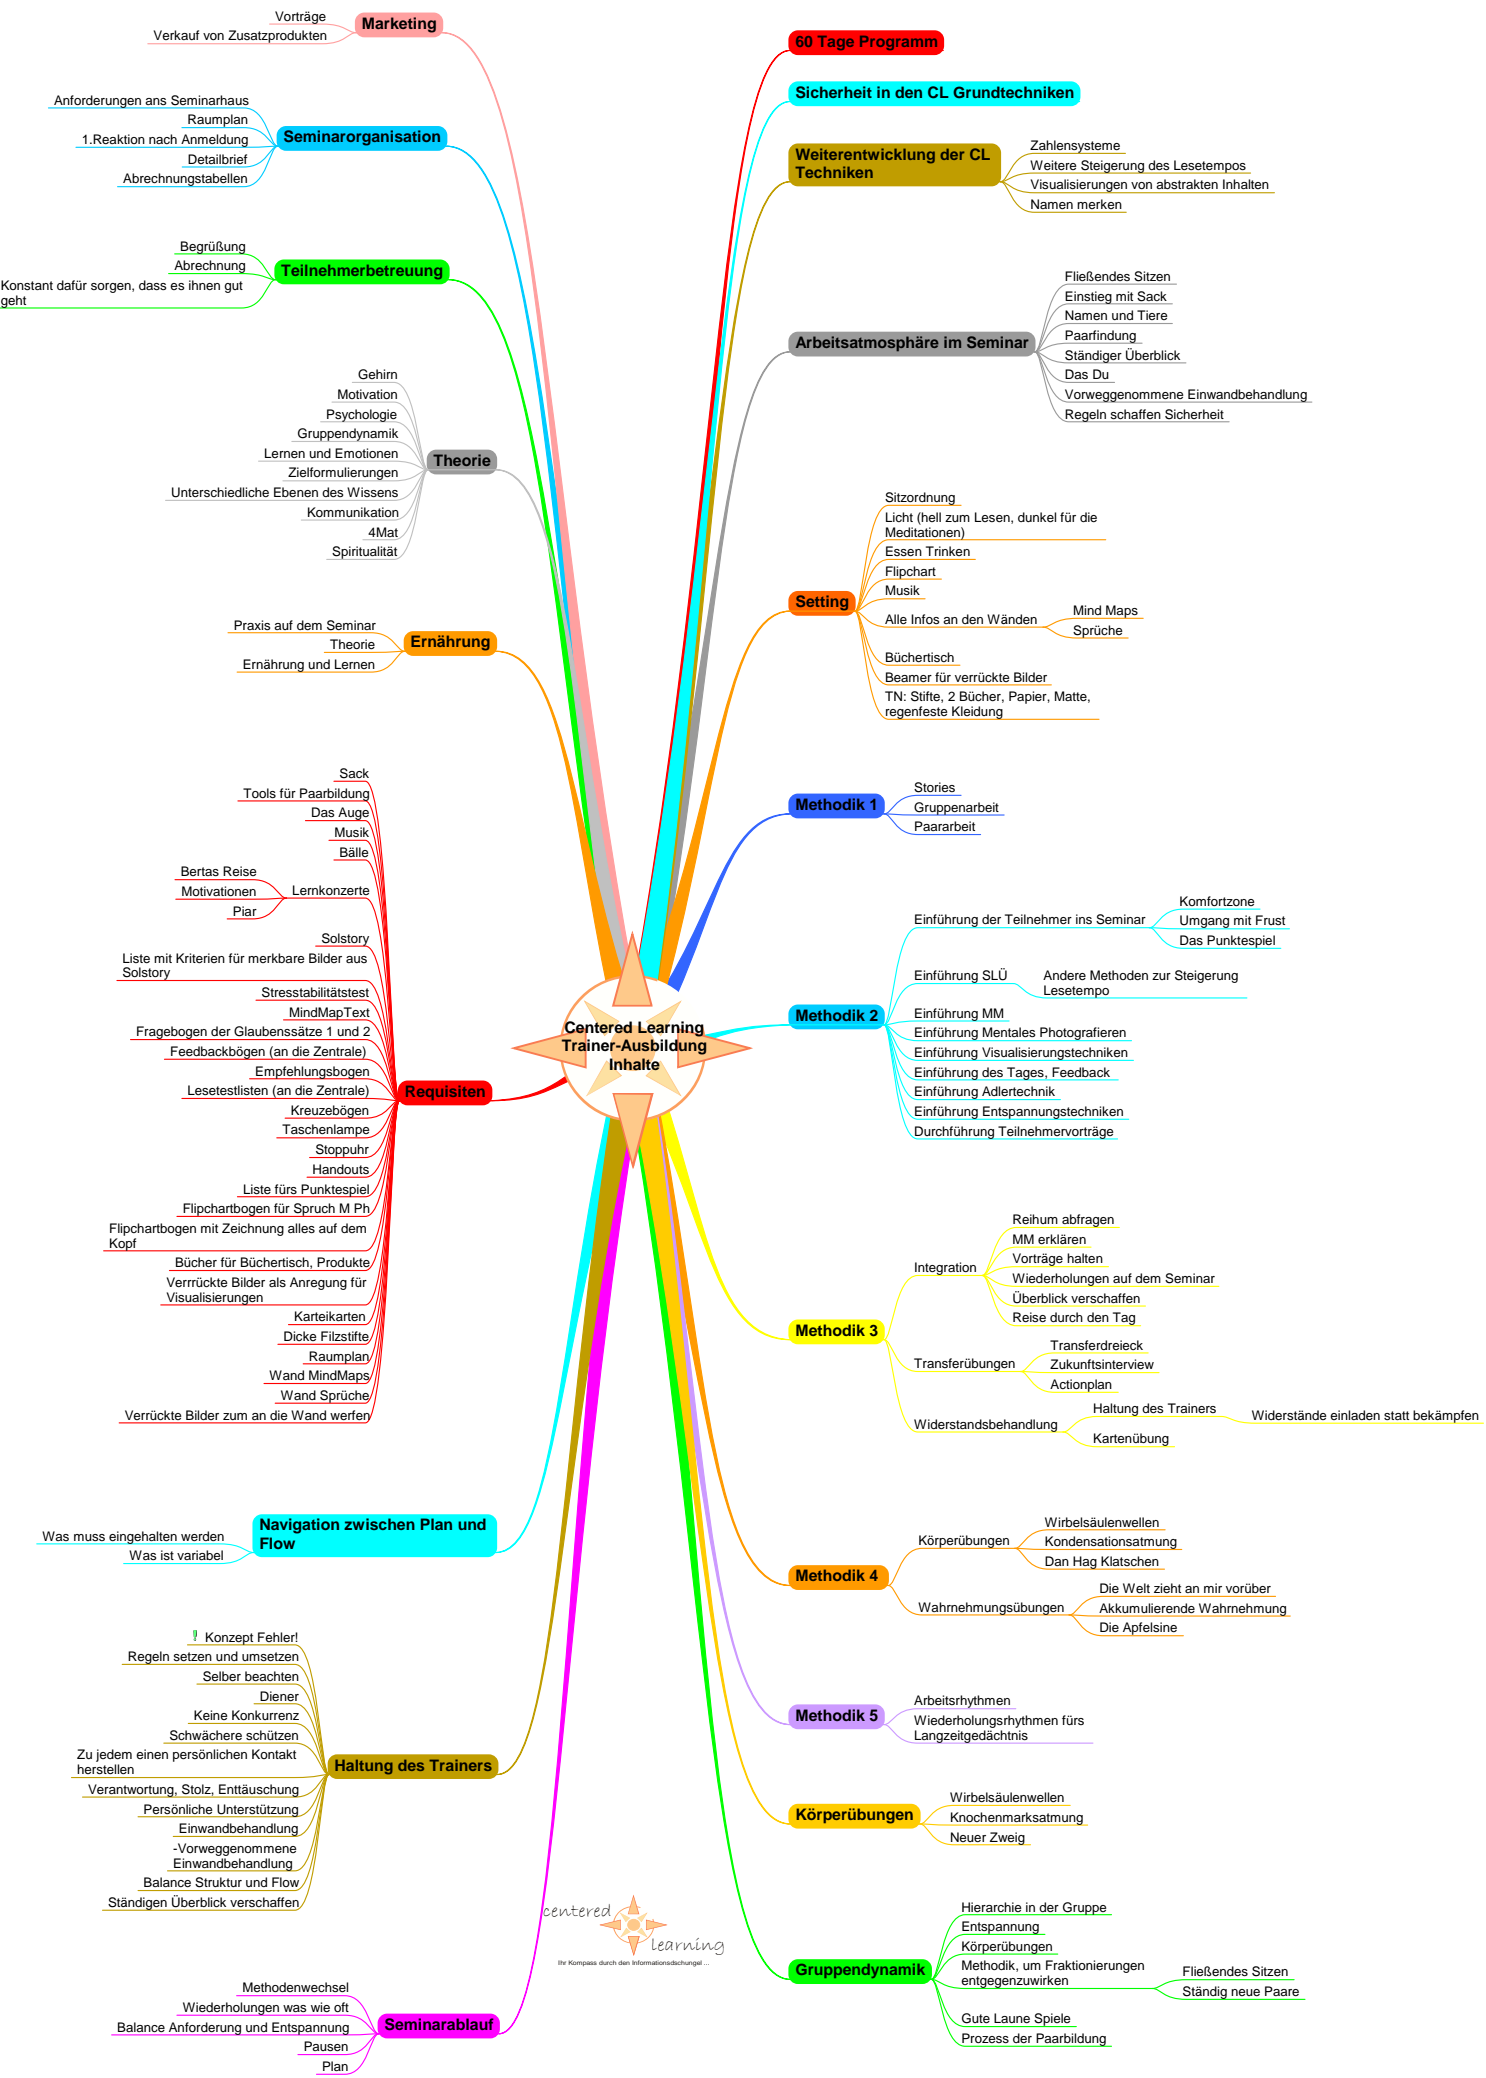 Centered Learning
Trainer-Ausbildung
Inhalte
60 Tage Programm
Sicherheit in den CL Grundtechniken
Weiterentwicklung der CL
Techniken
Zahlensysteme
Weitere Steigerung des Lesetempos
Visualisierungen von abstrakten Inhalten
Namen merken
Arbeitsatmosphäre im Seminar
Fließendes Sitzen
Einstieg mit Sack
Namen und Tiere
Paarfindung
Ständiger Überblick
Das Du
Vorweggenommene Einwandbehandlung
Regeln schaffen Sicherheit
Setting
Sitzordnung
Licht (hell zum Lesen, dunkel für die
Meditationen)
Essen Trinken
Flipchart
Musik
Alle Infos an den Wänden
Mind Maps
Sprüche
Büchertisch
Beamer für verrückte Bilder
TN: Stifte, 2 Bücher, Papier, Matte,
regenfeste Kleidung
Methodik 1
Stories
Gruppenarbeit
Paararbeit
Methodik 2
Einführung der Teilnehmer ins Seminar
Komfortzone
Umgang mit Frust
Das Punktespiel
Einführung SLÜ
Andere Methoden zur Steigerung
Lesetempo
Einführung MM
Einführung Mentales Photografieren
Einführung Visualisierungstechniken
Einführung des Tages, Feedback
Einführung Adlertechnik
Einführung Entspannungstechniken
Durchführung Teilnehmervorträge
Methodik 3
Integration
Reihum abfragen
MM erklären
Vorträge halten
Wiederholungen auf dem Seminar
Überblick verschaffen
Reise durch den Tag
Transferübungen
Transferdreieck
Zukunftsinterview
Actionplan
Widerstandsbehandlung
Haltung des Trainers
Widerstände einladen statt bekämpfen
Kartenübung
Methodik 4
Körperübungen
Wirbelsäulenwellen
Kondensationsatmung
Dan Hag Klatschen
Wahrnehmungsübungen
Die Welt zieht an mir vorüber
Akkumulierende Wahrnehmung
Die Apfelsine
Methodik 5
Arbeitsrhythmen
Wiederholungsrhythmen fürs
Langzeitgedächtnis
Körperübungen
Wirbelsäulenwellen
Knochenmarksatmung
Neuer Zweig
Gruppendynamik
Hierarchie in der Gruppe
Entspannung
Körperübungen
Methodik, um Fraktionierungen
entgegenzuwirken
Fließendes Sitzen
Ständig neue Paare
Gute Laune Spiele
Prozess der Paarbildung
Marketing
Vorträge
Verkauf von Zusatzprodukten
Seminarorganisation
Anforderungen ans Seminarhaus
Raumplan
1.Reaktion nach Anmeldung
Detailbrief
Abrechnungstabellen
Teilnehmerbetreuung
Begrüßung
Abrechnung
Konstant dafür sorgen, dass es ihnen gut
geht
Theorie
Gehirn
Motivation
Psychologie
Gruppendynamik
Lernen und Emotionen
Zielformulierungen
Unterschiedliche Ebenen des Wissens
Kommunikation
4Mat
Spiritualität
Ernährung
Praxis auf dem Seminar
Theorie
Ernährung und Lernen
Requisiten
Sack
Tools für Paarbildung
Das Auge
Musik
Bälle
Lernkonzerte
Bertas Reise
Motivationen
Piar
Solstory
Liste mit Kriterien für merkbare Bilder aus
Solstory
Stresstabilitätstest
MindMapText
Fragebogen der Glaubenssätze 1 und 2
Feedbackbögen (an die Zentrale)
Empfehlungsbogen
Lesetestlisten (an die Zentrale)
Kreuzebögen
Taschenlampe
Stoppuhr
Handouts
Liste fürs Punktespiel
Flipchartbogen für Spruch M Ph
Flipchartbogen mit Zeichnung alles auf dem
Kopf
Bücher für Büchertisch, Produkte
Verrrückte Bilder als Anregung für
Visualisierungen
Karteikarten
Dicke Filzstifte
Raumplan
Wand MindMaps
Wand Sprüche
Verrückte Bilder zum an die Wand werfen
Navigation zwischen Plan und
Flow
Was muss eingehalten werden
Was ist variabel
Haltung des Trainers
Konzept Fehler!
Regeln setzen und umsetzen
Selber beachten
Diener
Keine Konkurrenz
Schwächere schützen
Zu jedem einen persönlichen Kontakt
herstellen
Verantwortung, Stolz, Enttäuschung
Persönliche Unterstützung
Einwandbehandlung
-Vorweggenommene
Einwandbehandlung
Balance Struktur und Flow
Ständigen Überblick verschaffen
Seminarablauf
Methodenwechsel
Wiederholungen was wie oft
Balance Anforderung und Entspannung
Pausen
Plan
centered
learning
Ihr Kompass durch den Informationsdschungel ...